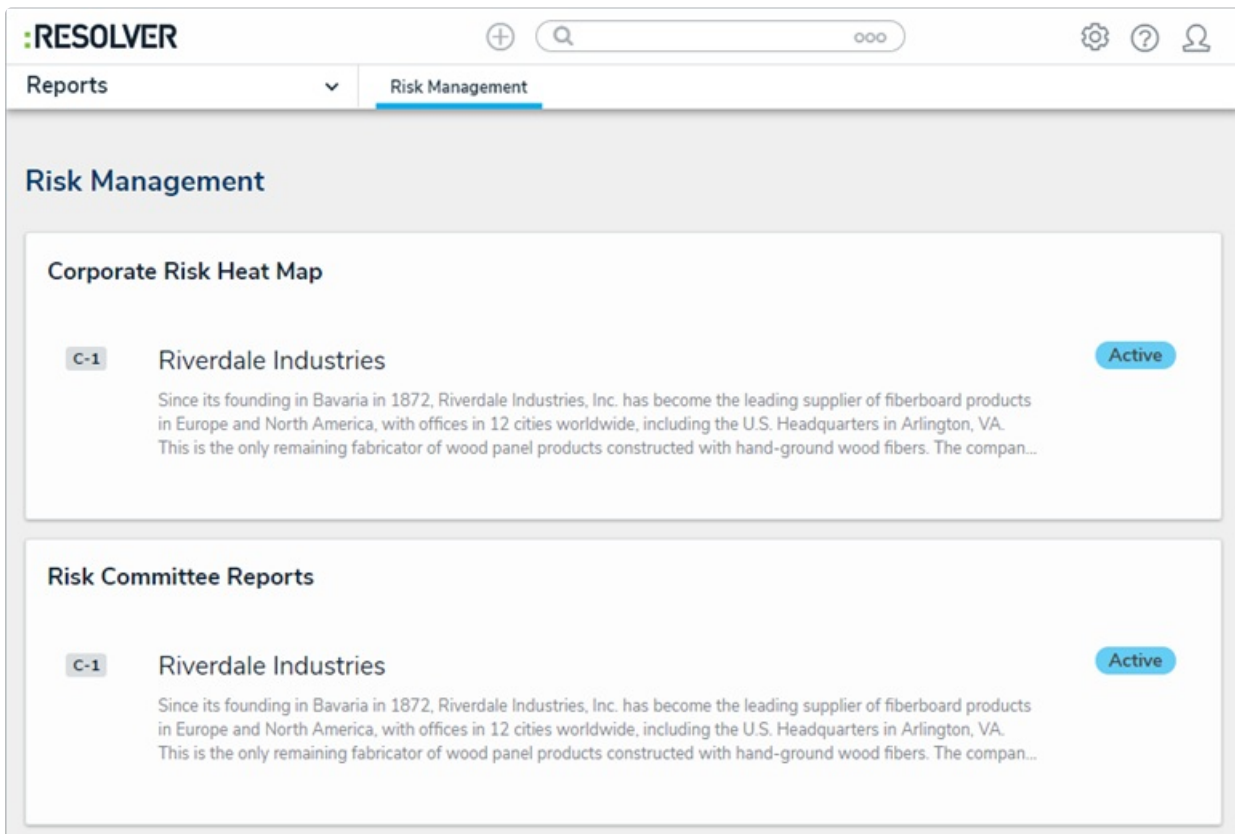 :RESOLVER
Reports
Risk Management
Risk Management
Corporate Risk Heat Map
C-1
Riverdale Industries
Active
Since its founding in Bavaria in 1872, Riverdale Industries, Inc. has become the leading supplier of fiberboard products
in Europe and North America, with offices in 12 cities worldwide, including the U.S. Headquarters in Arlington, VA.
This is the only remaining fabricator of wood panel products constructed with hand-ground wood fibers. The compan...
Risk Committee Reports
C-1
Riverdale Industries
Active
Since its founding in Bavaria in 1872, Riverdale Industries, Inc. has become the leading supplier of fiberboard products
in Europe and North America, with offices in 12 cities worldwide, including the U.S. Headquarters in Arlington, VA.
This is the only remaining fabricator of wood panel products constructed with hand-ground wood fibers. The compan...